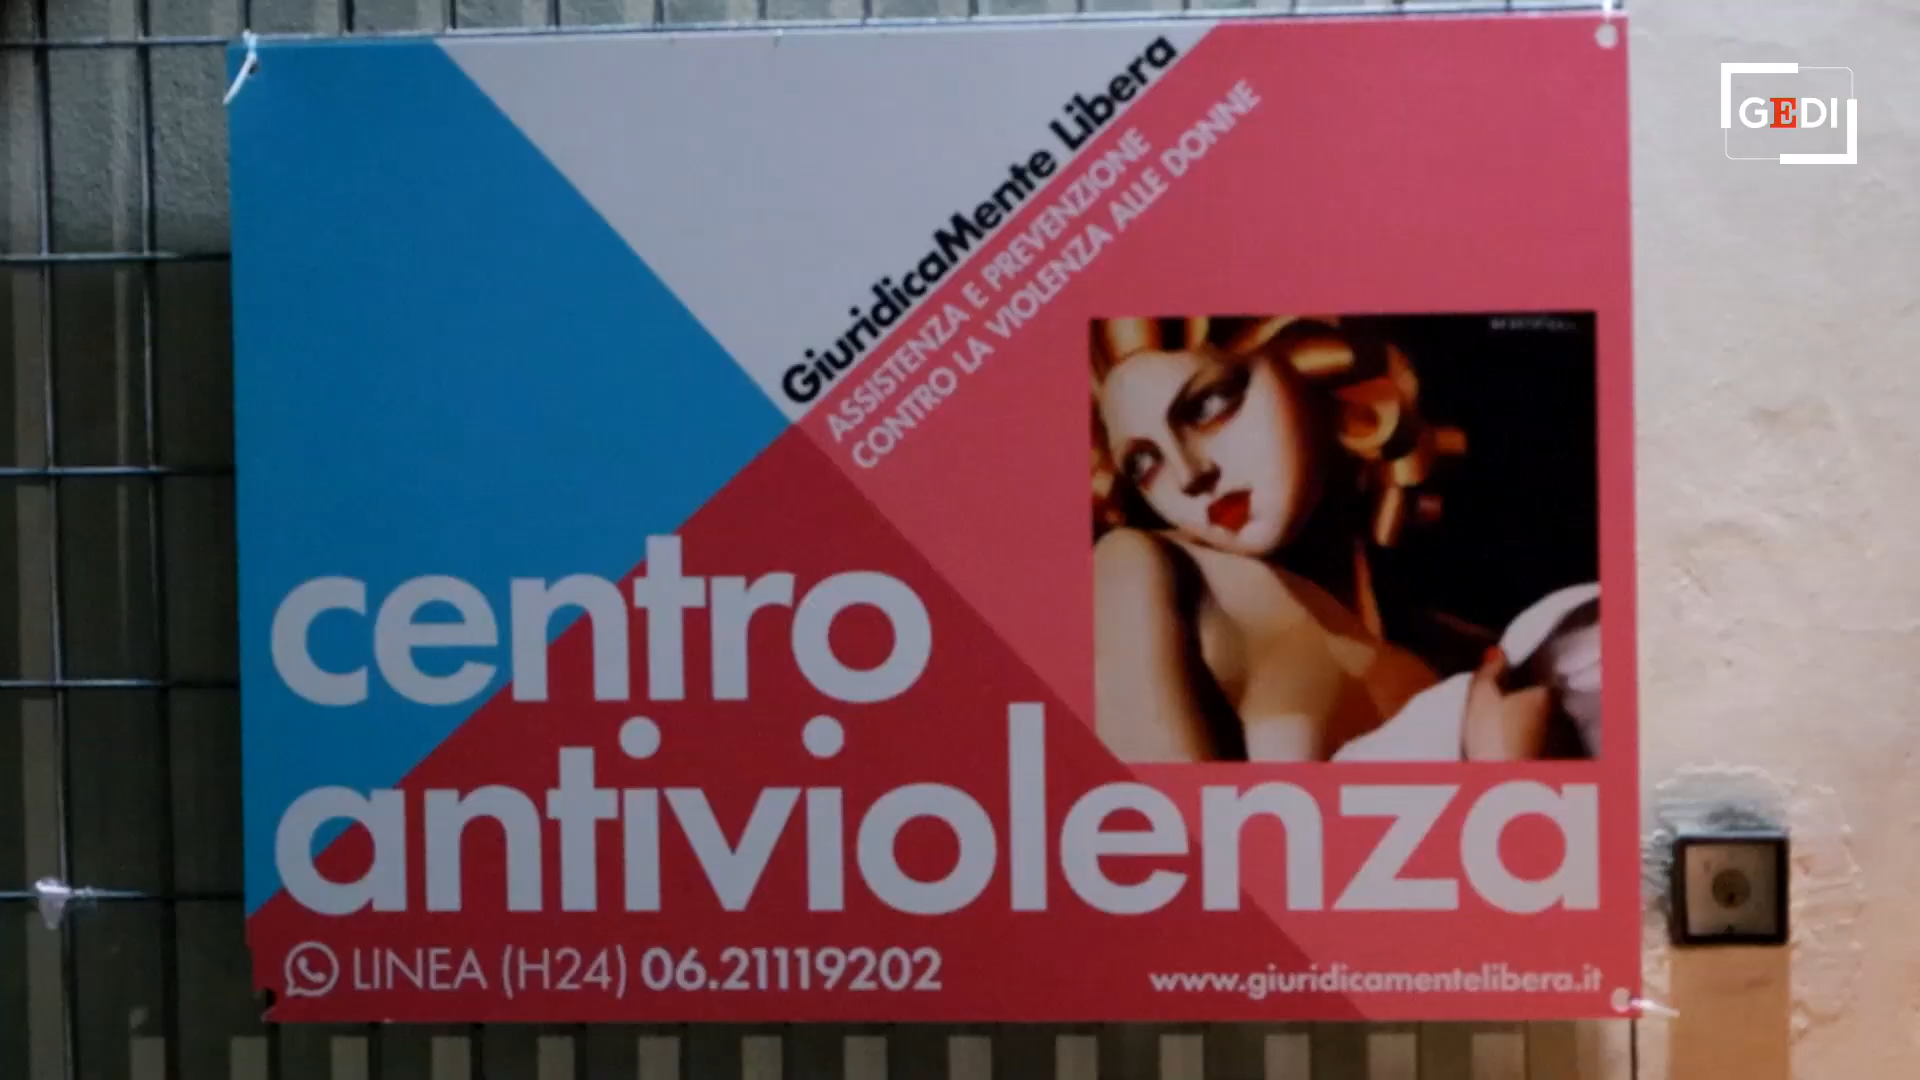 GEDI
GiuridicaMente Libera
ASSISTENZA E PREVENZIONE
CONTRO LA VIOLENZA ALLE DONNE
centro
antiviolenza
LINEA (H24) 06.21119202
www.giuridicamentelibera.it